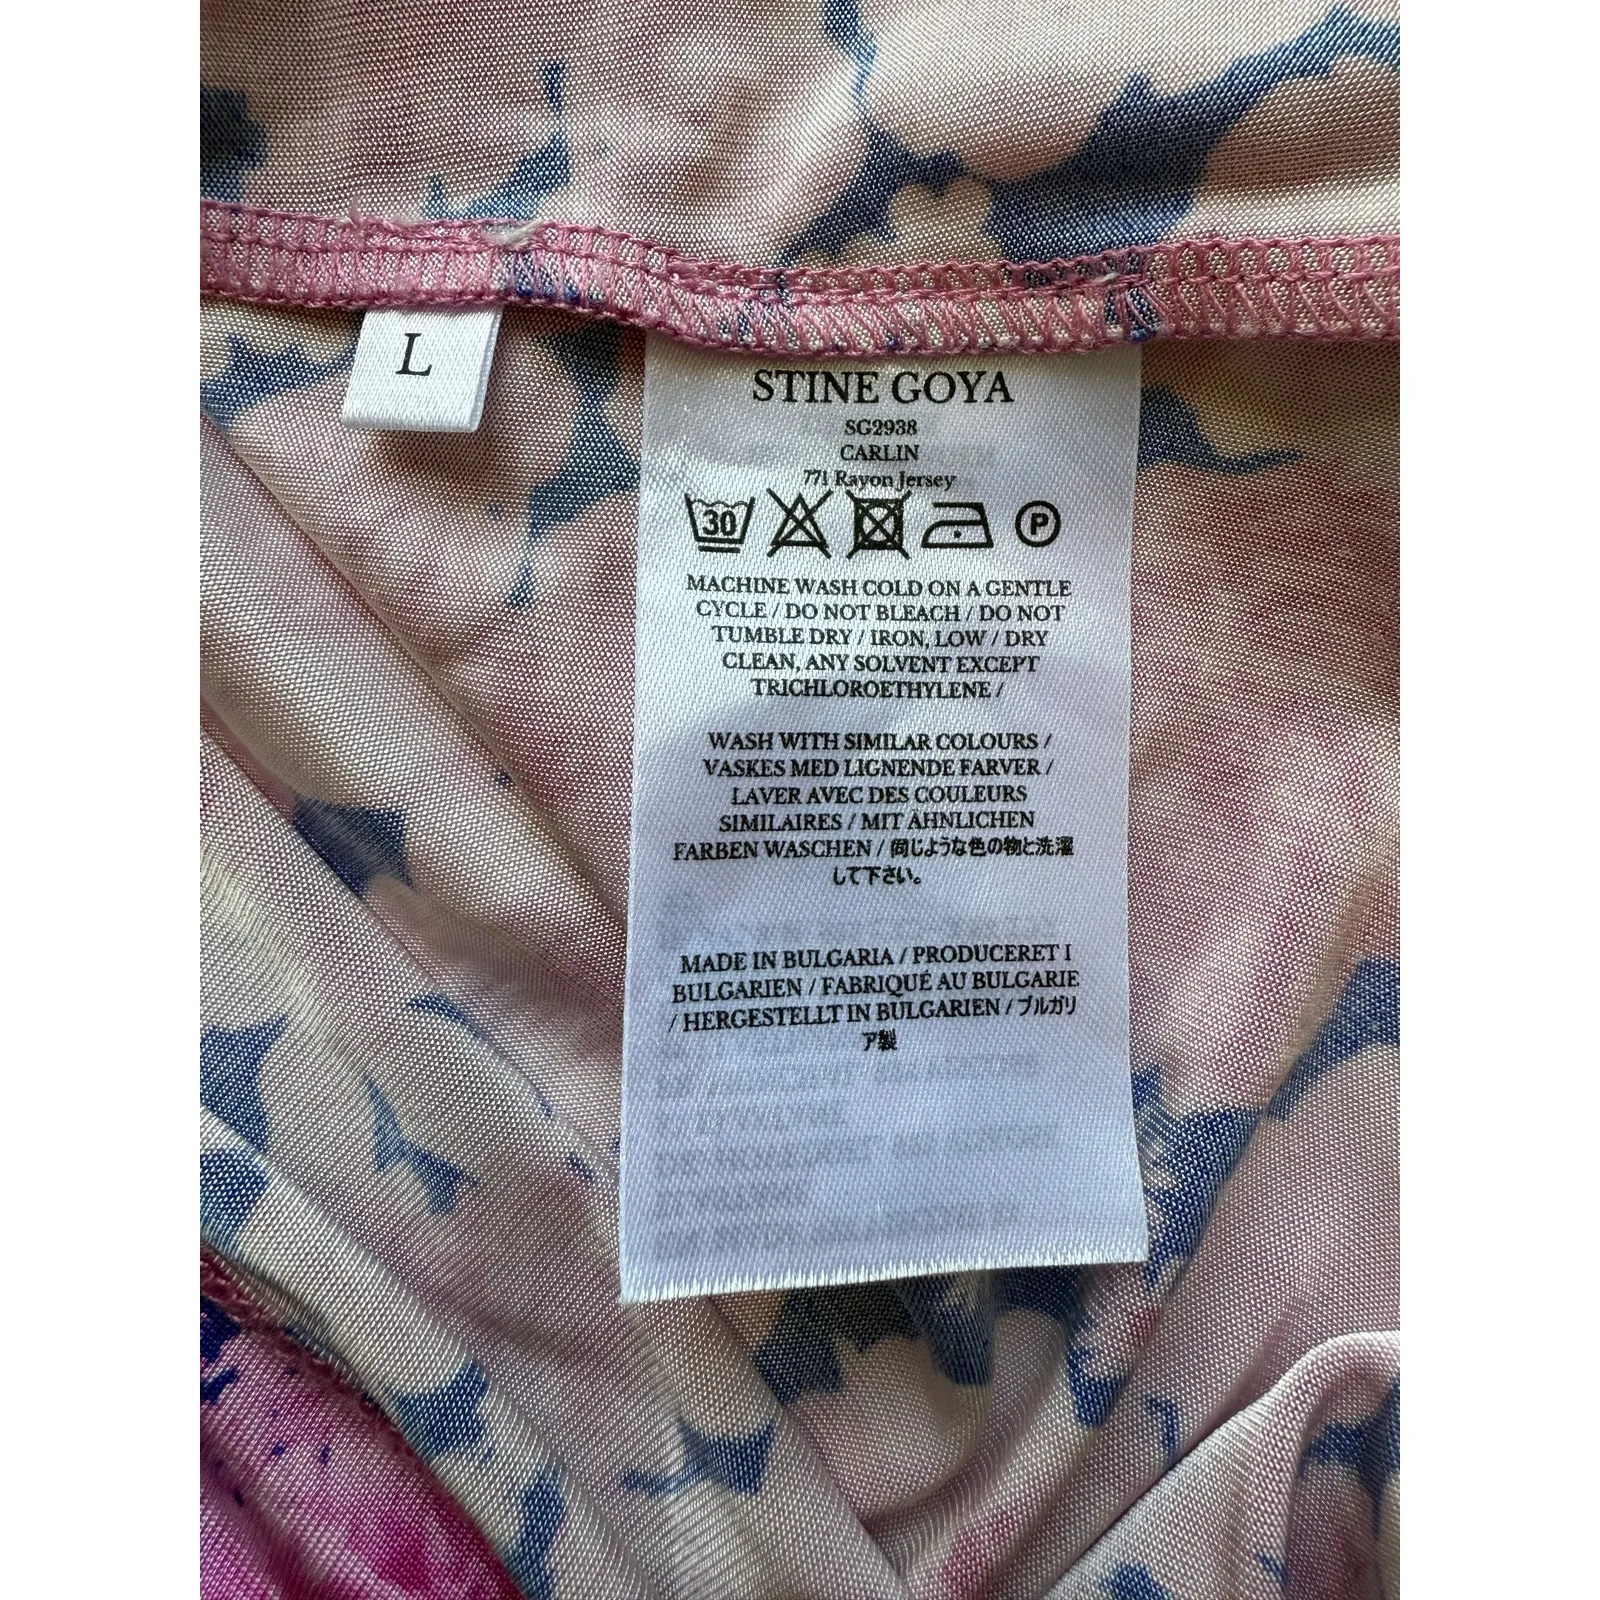 L
STINE GOYA
SG2938
CARLIN
771 Rayon Jersey
30
P
MACHINE WASH COLD ON A GENTLE
CYCLE / DO NOT BLEACH / DO NOT
TUMBLE DRY / IRON, LOW / DRY
CLEAN, ANY SOLVENT EXCEPT
TRICHLOROETHYLENE /
WASH WITH SIMILAR COLOURS /
VASKES MED LIGNENDE FARVER /
LAVER AVEC DES COULEURS
SIMILAIRES / MIT ÄHNLICHEN
FARBEN WASCHEN / 同じような色の物と洗濯
して下さい。
MADE IN BULGARIA / PRODUCERET I
BULGARIEN / FABRIQUÉ AU BULGARIE
/ HERGESTELLT IN BULGARIEN / ブルガリ
ア製